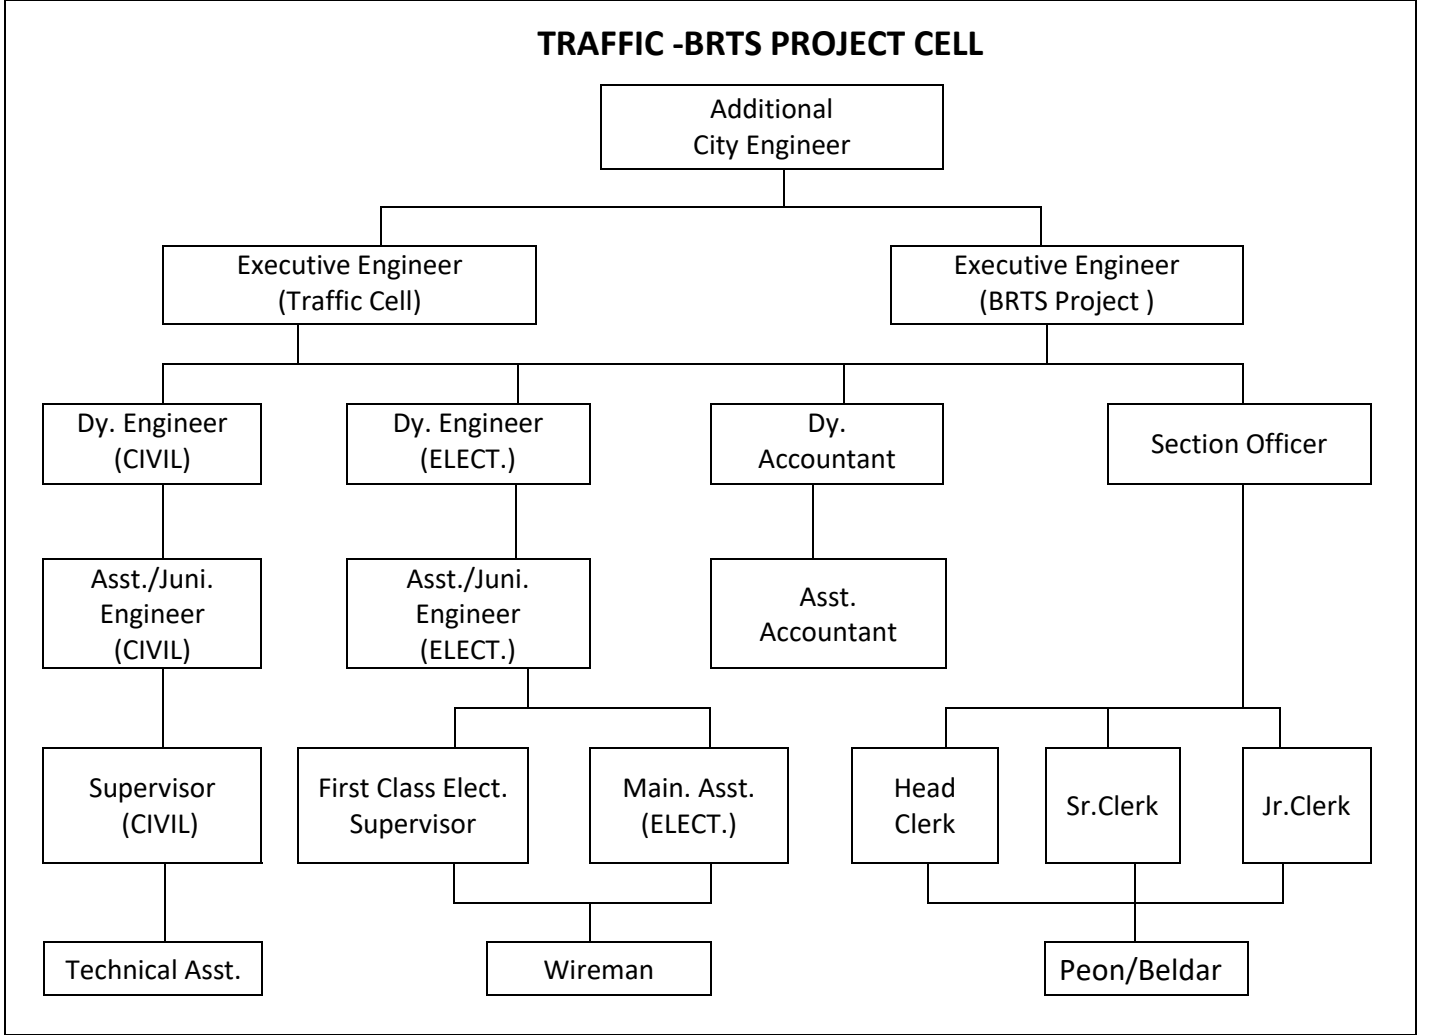 TRAFFIC -BRTS PROJECT CELL
Additional
City Engineer
Executive Engineer
(Traffic Cell)
Executive Engineer
(BRTS Project )
Dy. Engineer
(CIVIL)
Dy. Engineer
(ELECT.)
Dy.
Accountant
Section Officer
Asst./Juni.
Engineer
(CIVIL)
Asst./Juni.
Engineer
(ELECT.)
Asst.
Accountant
Supervisor
(CIVIL)
First Class Elect.
Supervisor
Main. Asst.
(ELECT.)
Head
Clerk
Sr.Clerk
Jr.Clerk
Technical Asst.
Wireman
Peon/Beldar